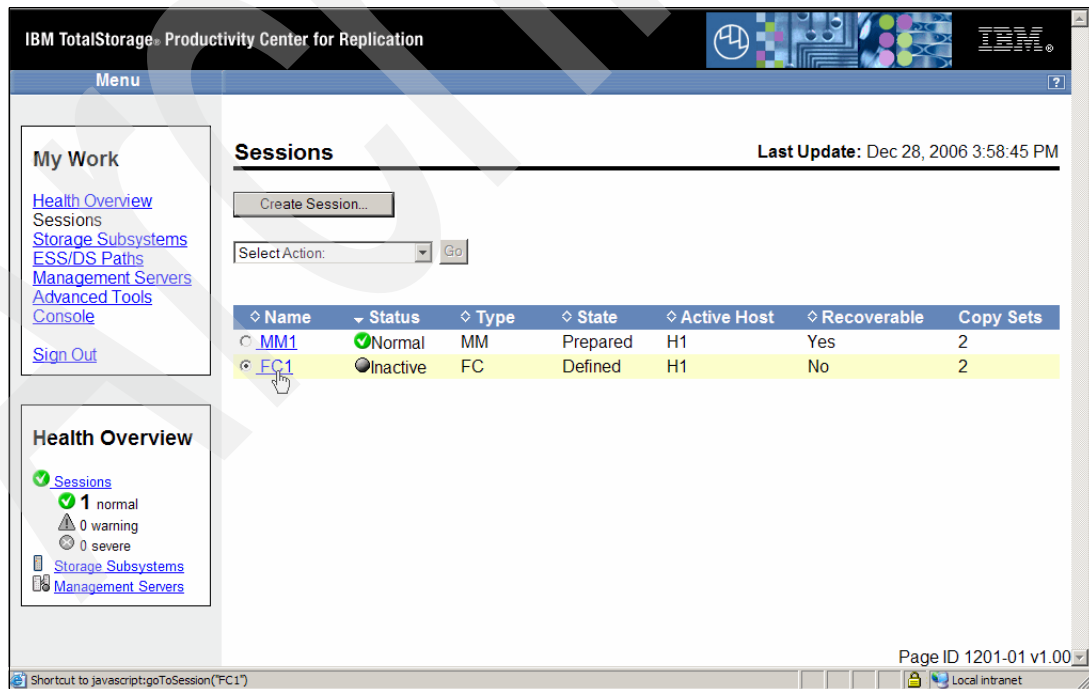 IBM TotalStorage® Productivity Center for Replication
IBM®
Menu
?
My Work
Health Overview
Sessions
Storage Subsystems
ESS/DS Paths
Management Servers
Advanced Tools
Console
Sign Out
Health Overview
Sessions
1 normal
0 warning
0 severe
Storage Subsystems
Management Servers
Sessions
Last Update: Dec 28, 2006 3:58:45 PM
Create Session...
Select Action: Go
Name Status Type State Active Host Recoverable Copy Sets
MM1 Normal MM Prepared H1 Yes 2
FC1 Inactive FC Defined H1 No 2
Page ID 1201-01 v1.00
Shortcut to javascript:goToSession("FC1") Local intranet